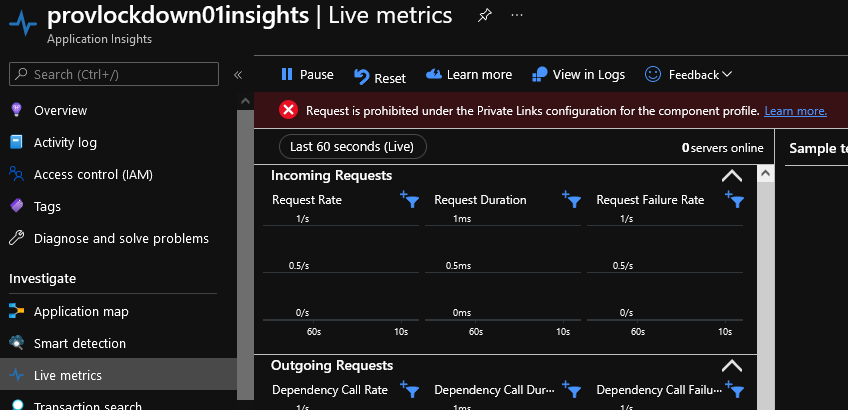 provlockdown01insights | Live metrics
Application Insights
Search (Ctrl+/)
«
Overview
Activity log
Access control (IAM)
Tags
Diagnose and solve problems
Investigate
Application map
Smart detection
Live metrics
Transaction search
Pause
Reset
Learn more
View in Logs
Feedback
Request is prohibited under the Private Links configuration for the component profile. Learn more.
Last 60 seconds (Live)
0 servers online
Sample te
Incoming Requests
Request Rate
1/s
0.5/s
0/s
60s 10s
Request Duration
1ms
0.5ms
0ms
60s 10s
Request Failure Rate
1/s
0.5/s
0/s
60s 10s
Outgoing Requests
Dependency Call Rate
1/s
Dependency Call Dur···
1ms
Dependency Call Failu···
1/s